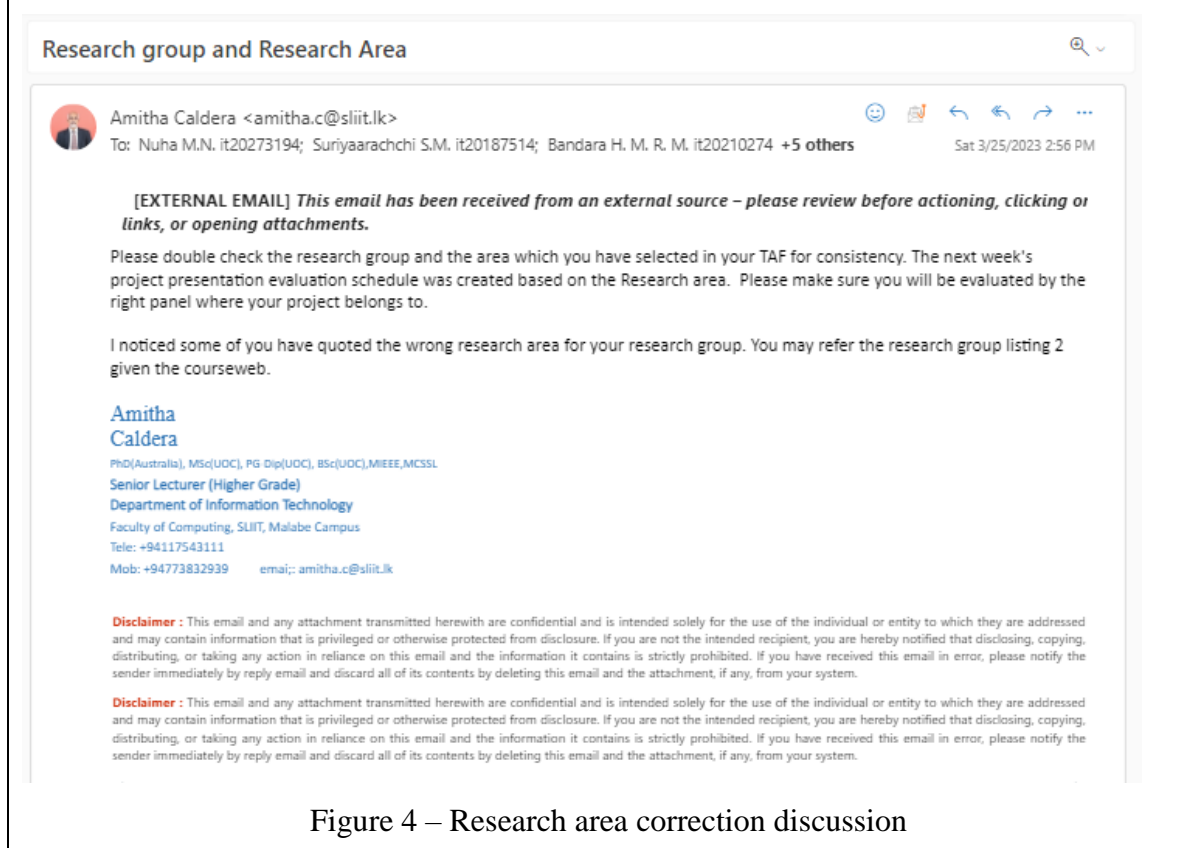 Research group and Research Area
Amitha Caldera <amitha.c@sliit.lk>
To: Nuha M.N. it20273194; Suriyaarachchi S.M. it20187514; Bandara H. M. R. M. it20210274 +5 others
Sat 3/25/2023 2:56 PM
[EXTERNAL EMAIL] This email has been received from an external source – please review before actioning, clicking on
links, or opening attachments.
Please double check the research group and the area which you have selected in your TAF for consistency. The next week's
project presentation evaluation schedule was created based on the Research area. Please make sure you will be evaluated by the
right panel where your project belongs to.
I noticed some of you have quoted the wrong research area for your research group. You may refer the research group listing 2
given the courseweb.
Amitha
Caldera
PhD(Australia), MSc(UOC), PG Dip(UOC), BSc(UOC),MIEEE,MCSSL
Senior Lecturer (Higher Grade)
Department of Information Technology
Faculty of Computing, SLIIT, Malabe Campus
Tele: +94117543111
Mob: +94773832939 emai;: amitha.c@sliit.lk
Disclaimer : This email and any attachment transmitted herewith are confidential and is intended solely for the use of the individual or entity to which they are addressed
and may contain information that is privileged or otherwise protected from disclosure. If you are not the intended recipient, you are hereby notified that disclosing, copying,
distributing, or taking any action in reliance on this email and the information it contains is strictly prohibited. If you have received this email in error, please notify the
sender immediately by reply email and discard all of its contents by deleting this email and the attachment, if any, from your system.
Disclaimer : This email and any attachment transmitted herewith are confidential and is intended solely for the use of the individual or entity to which they are addressed
and may contain information that is privileged or otherwise protected from disclosure. If you are not the intended recipient, you are hereby notified that disclosing, copying,
distributing, or taking any action in reliance on this email and the information it contains is strictly prohibited. If you have received this email in error, please notify the
sender immediately by reply email and discard all of its contents by deleting this email and the attachment, if any, from your system.
Figure 4 – Research area correction discussion